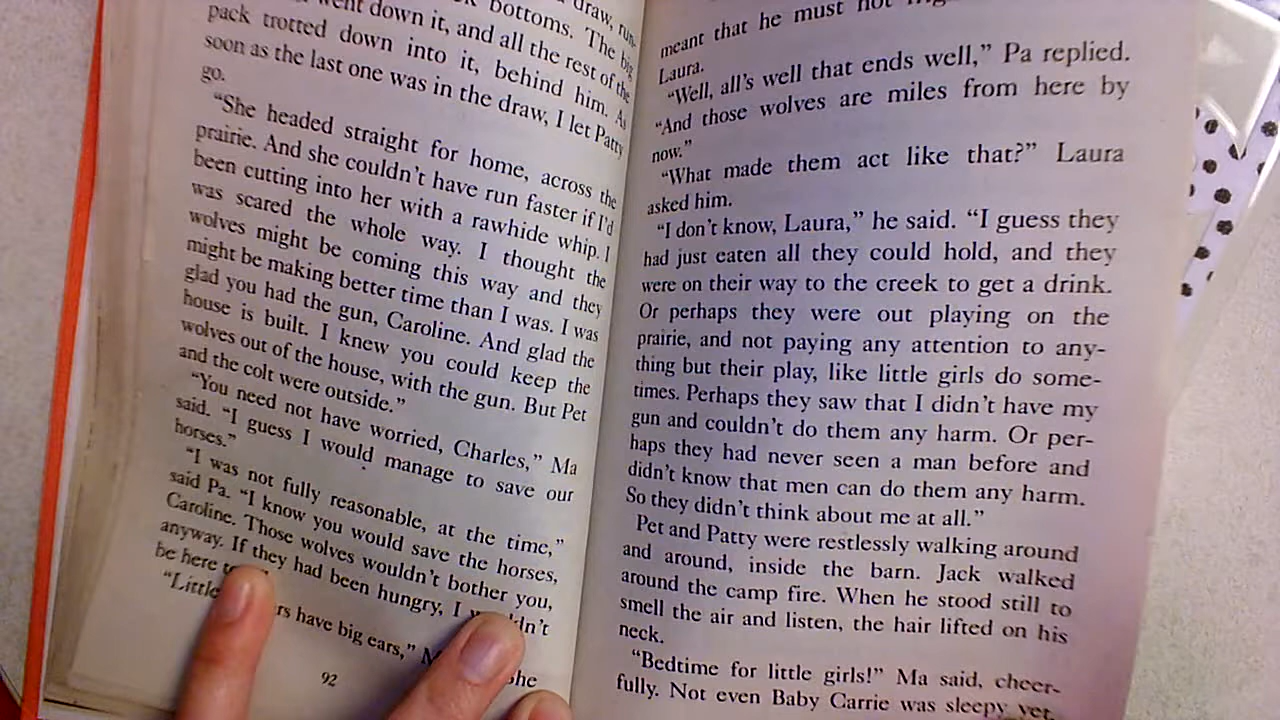 draw, run-
went down it, and all the rest of the
bottoms. The big
pack trotted down into it, behind him. As
soon as the last one was in the draw, I let Patty
go.
“She headed straight for home, across the
prairie. And she couldn’t have run faster if I’d
been cutting into her with a rawhide whip. I
was scared the whole way. I thought the
wolves might be coming this way and they
might be making better time than I was. I was
glad you had the gun, Caroline. And glad the
house is built. I knew you could keep the
wolves out of the house, with the gun. But Pet
and the colt were outside.”
“You need not have worried, Charles,” Ma
said. “I guess I would manage to save our
horses.”
“I was not fully reasonable, at the time,”
said Pa. “I know you would save the horses,
Caroline. Those wolves wouldn’t bother you,
anyway. If they had been hungry, I
be here
“Little have big ears,”
92
meant that he must not
Laura.
“Well, all’s well that ends well,” Pa replied.
“And those wolves are miles from here by
now.”
“What made them act like that?” Laura
asked him.
“I don’t know, Laura,” he said. “I guess they
had just eaten all they could hold, and they
were on their way to the creek to get a drink.
Or perhaps they were out playing on the
prairie, and not paying any attention to any-
thing but their play, like little girls do some-
times. Perhaps they saw that I didn’t have my
gun and couldn’t do them any harm. Or per-
haps they had never seen a man before and
didn’t know that men can do them any harm.
So they didn’t think about me at all.”
Pet and Patty were restlessly walking around
and around, inside the barn. Jack walked
around the camp fire. When he stood still to
smell the air and listen, the hair lifted on his
neck.
“Bedtime for little girls!” Ma said, cheer-
fully. Not even Baby Carrie was sleepy yet,